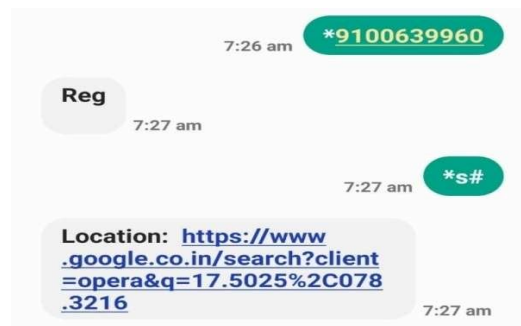 *9100639960
7:26 am
Reg
7:27 am
*s#
7:27 am
Location: https://www
.google.co.in/search?client
=opera&q=17.5025%2C078
.3216
7:27 am